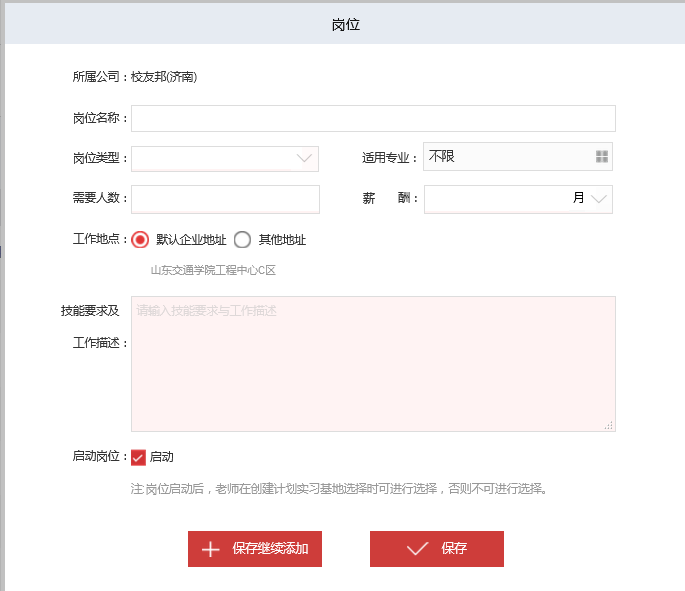 岗位
所属公司：校友邦(济南)
岗位名称：
岗位类型： 适用专业： 不限
需要人数： 薪 酬： 月
工作地点： 默认企业地址 其他地址
山东交通学院工程中心C区
技能要求及 请输入技能要求与工作描述
工作描述：
启动岗位： 启动
注:岗位启动后，老师在创建计划实习基地选择时可进行选择，否则不可进行选择。
保存继续添加 保存